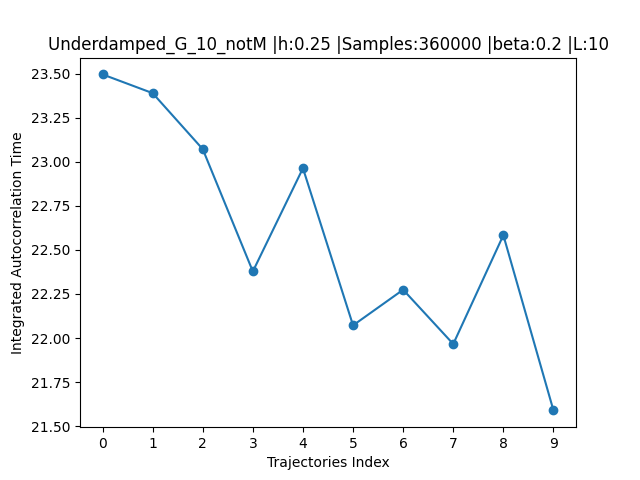 Underdamped_G_10_notM |h:0.25 |Samples:360000 |beta:0.2 |L:10
23.50
23.25
23.00
22.75
22.50
22.25
22.00
21.75
21.50
Integrated Autocorrelation Time
0 1 2 3 4 5 6 7 8 9
Trajectories Index